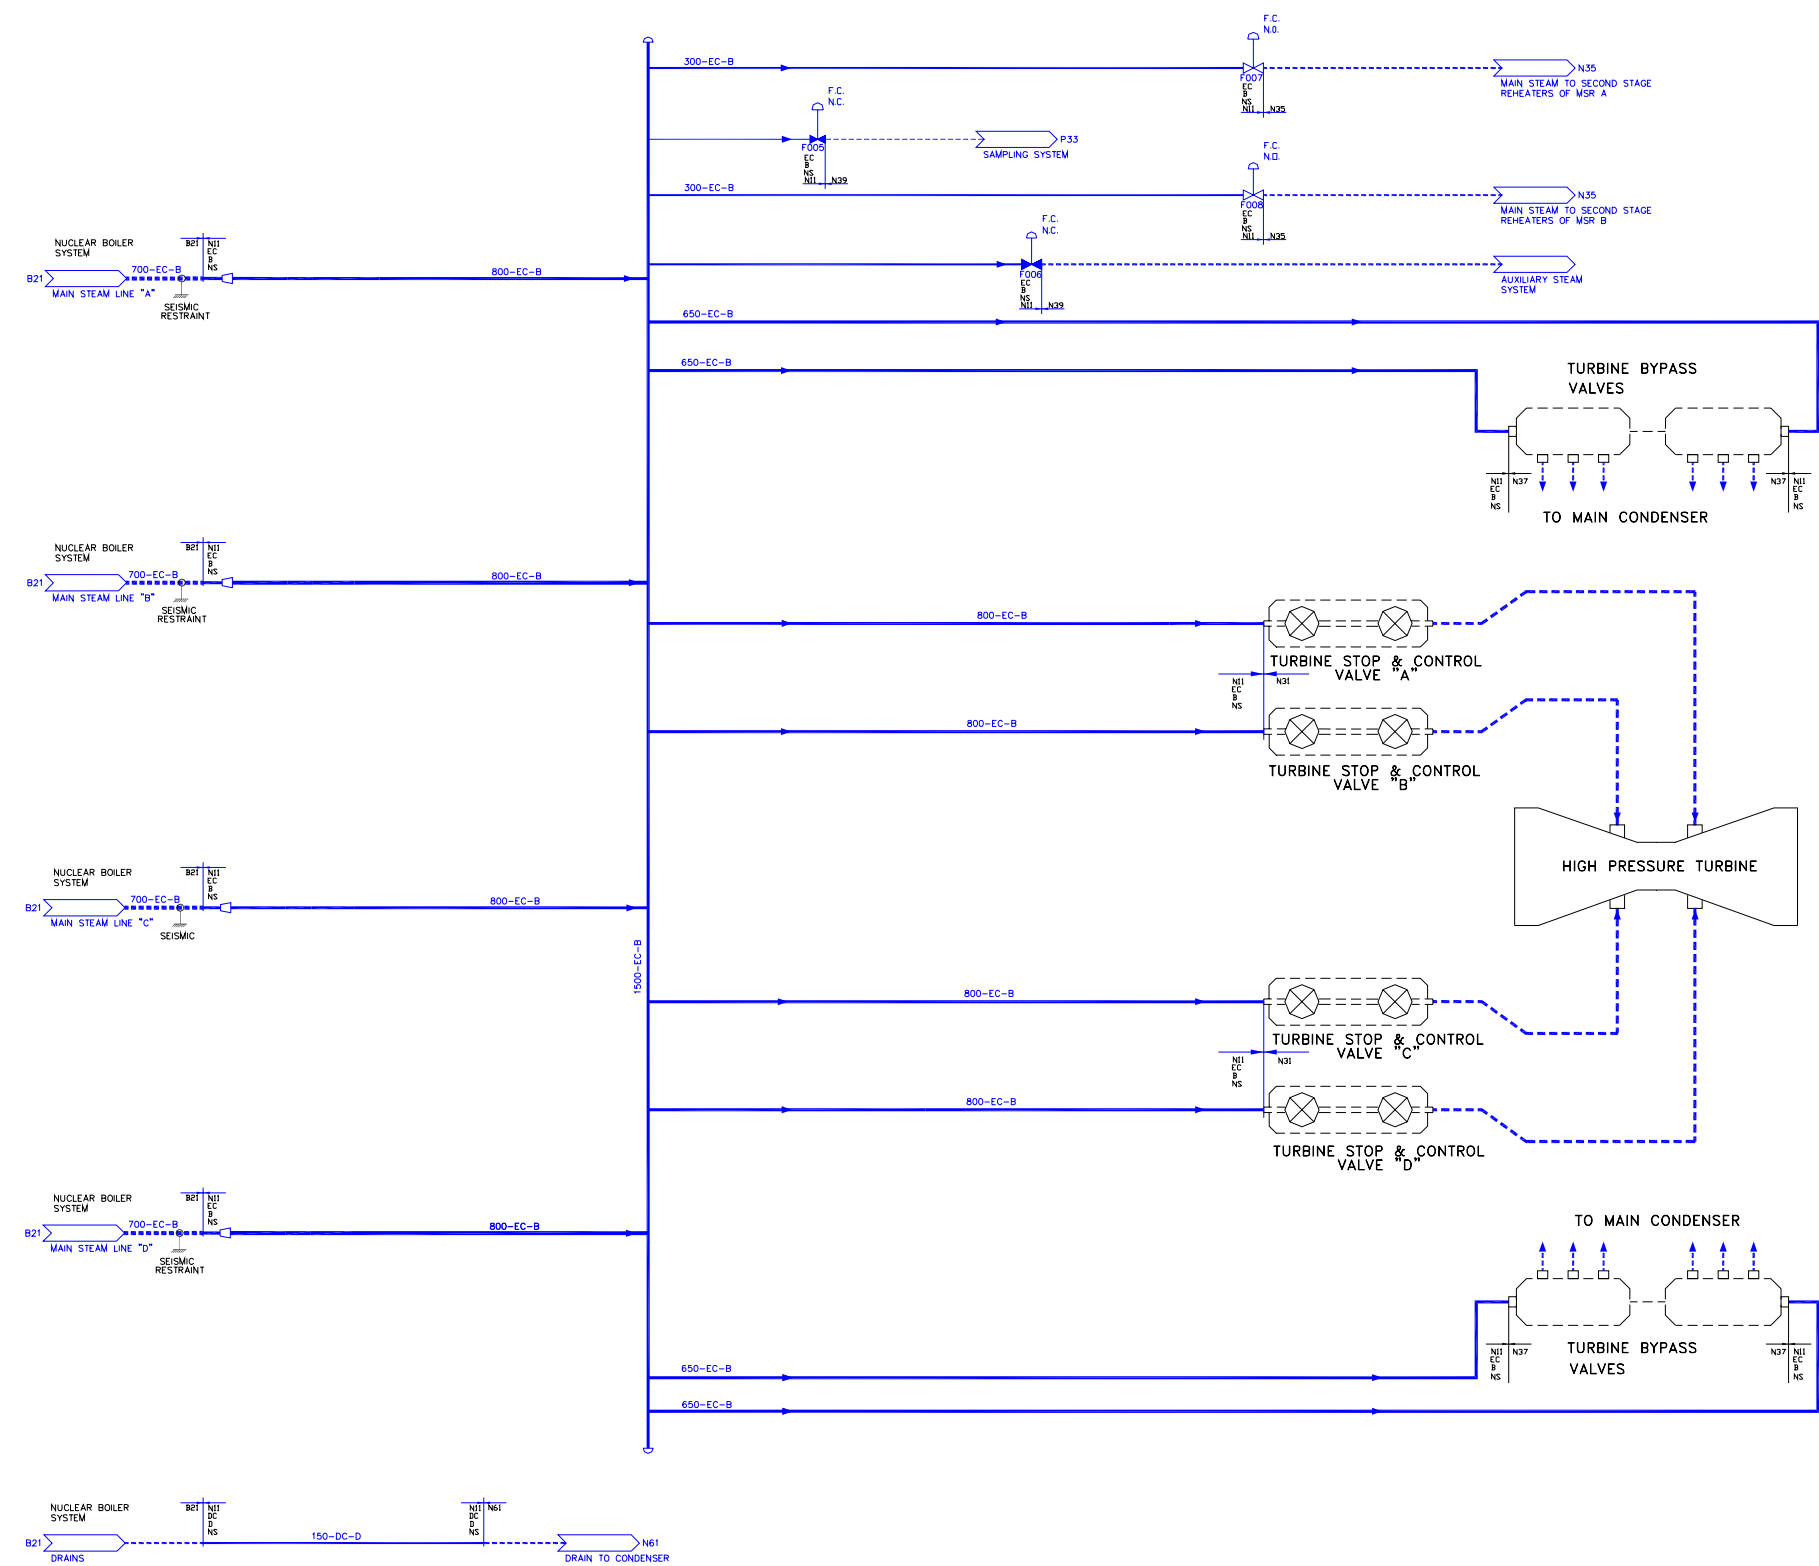 F.C.
N.O.
300-EC-B
F007
EC
B
NS
N11
N35
N35
MAIN STEAM TO SECOND STAGE
REHEATERS OF MSR A
F.C.
N.C.
F005
EC
B
NS
N11
N39
P33
SAMPLING SYSTEM
F.C.
N.O.
300-EC-B
F008
EC
B
NS
N11
N35
N35
MAIN STEAM TO SECOND STAGE
REHEATERS OF MSR B
F.C.
N.C.
F006
EC
B
NS
N11
N39
AUXILIARY STEAM
SYSTEM
NUCLEAR BOILER
SYSTEM
B21
N11
EC
B
NS
B21
700-EC-B
MAIN STEAM LINE "A"
SEISMIC
RESTRAINT
800-EC-B
650-EC-B
650-EC-B
TURBINE BYPASS
VALVES
N11
EC
B
NS
N37
N37
N11
EC
B
NS
TO MAIN CONDENSER
NUCLEAR BOILER
SYSTEM
B21
N11
EC
B
NS
B21
700-EC-B
MAIN STEAM LINE "B"
SEISMIC
RESTRAINT
800-EC-B
800-EC-B
TURBINE STOP & CONTROL
VALVE "A"
N11
EC
B
NS
N31
800-EC-B
TURBINE STOP & CONTROL
VALVE "B"
HIGH PRESSURE TURBINE
NUCLEAR BOILER
SYSTEM
B21
N11
EC
B
NS
B21
700-EC-B
MAIN STEAM LINE "C"
SEISMIC
800-EC-B
1500-EC-B
800-EC-B
TURBINE STOP & CONTROL
VALVE "C"
N11
EC
B
NS
N31
800-EC-B
TURBINE STOP & CONTROL
VALVE "D"
NUCLEAR BOILER
SYSTEM
B21
N11
EC
B
NS
B21
700-EC-B
MAIN STEAM LINE "D"
SEISMIC
RESTRAINT
800-EC-B
TO MAIN CONDENSER
N11
EC
B
NS
N37
TURBINE BYPASS
VALVES
N37
N11
EC
B
NS
650-EC-B
650-EC-B
NUCLEAR BOILER
SYSTEM
B21
N11
DC
D
NS
B21
DRAINS
150-DC-D
N11
DC
D
NS
N61
N61
DRAIN TO CONDENSER